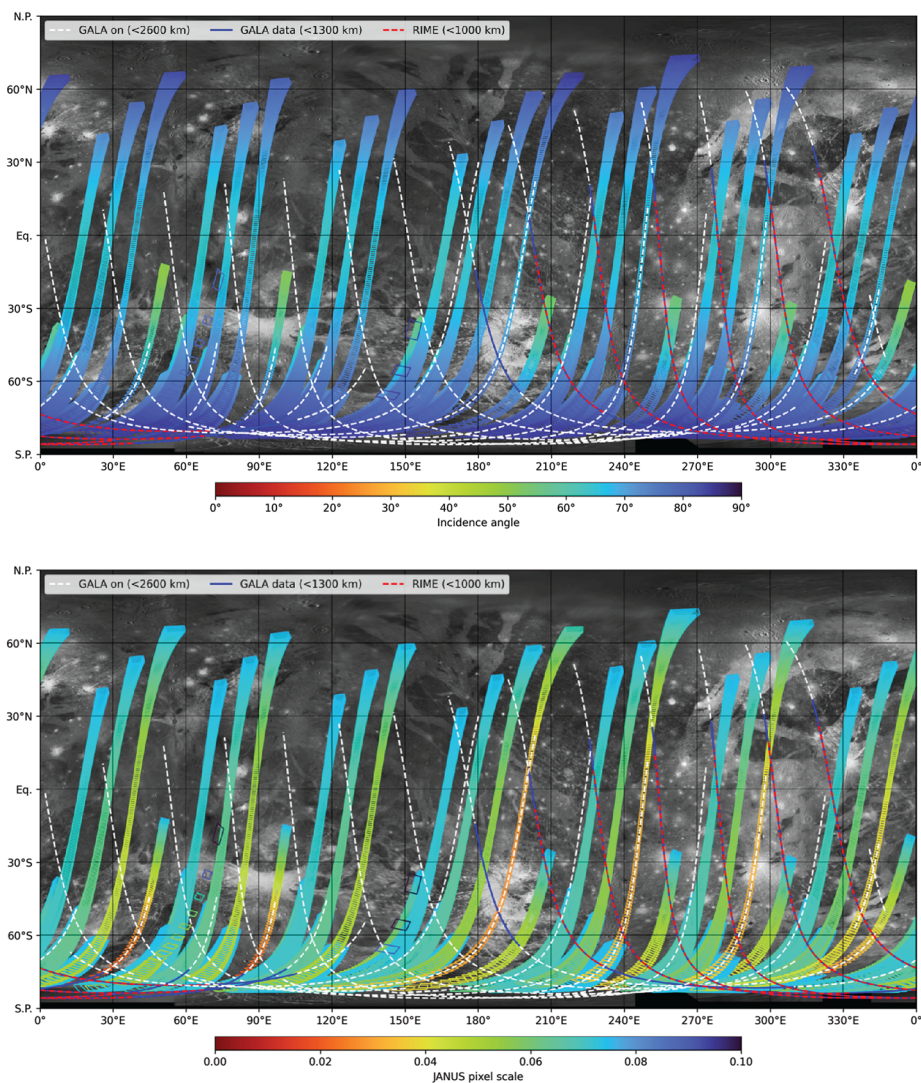 GALA on (<2600 km) GALA data (<1300 km) RIME (<1000 km)
N.P.
60°N
30°N
Eq.
30°S
60°S
S.P.
0° 30°E 60°E 90°E 120°E 150°E 180°E 210°E 240°E 270°E 300°E 330°E 0°
0° 10° 20° 30° 40° 50° 60° 70° 80° 90°
Incidence angle
GALA on (<2600 km) GALA data (<1300 km) RIME (<1000 km)
N.P.
60°N
30°N
Eq.
30°S
60°S
S.P.
0° 30°E 60°E 90°E 120°E 150°E 180°E 210°E 240°E 270°E 300°E 330°E 0°
0.00 0.02 0.04 0.06 0.08 0.10
JANUS pixel scale